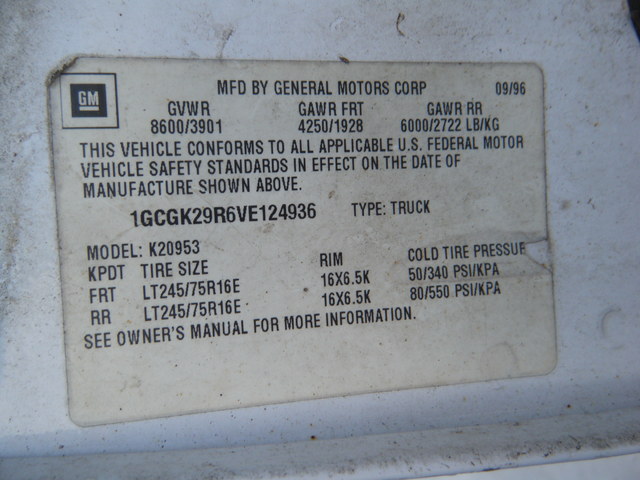 GM
MFD BY GENERAL MOTORS CORP 09/96
GVWR GAWR FRT GAWR RR
8600/3901 4250/1928 6000/2722 LB/KG
THIS VEHICLE CONFORMS TO ALL APPLICABLE U.S. FEDERAL MOTOR
VEHICLE SAFETY STANDARDS IN EFFECT ON THE DATE OF
MANUFACTURE SHOWN ABOVE.
1GCGK29R6VE124936 TYPE: TRUCK
MODEL: K20953
KPDT TIRE SIZE RIM COLD TIRE PRESSUR
FRT LT245/75R16E 16X6.5K 50/340 PSI/KPA
RR LT245/75R16E 16X6.5K 80/550 PSI/KPA
SEE OWNER'S MANUAL FOR MORE INFORMATION.